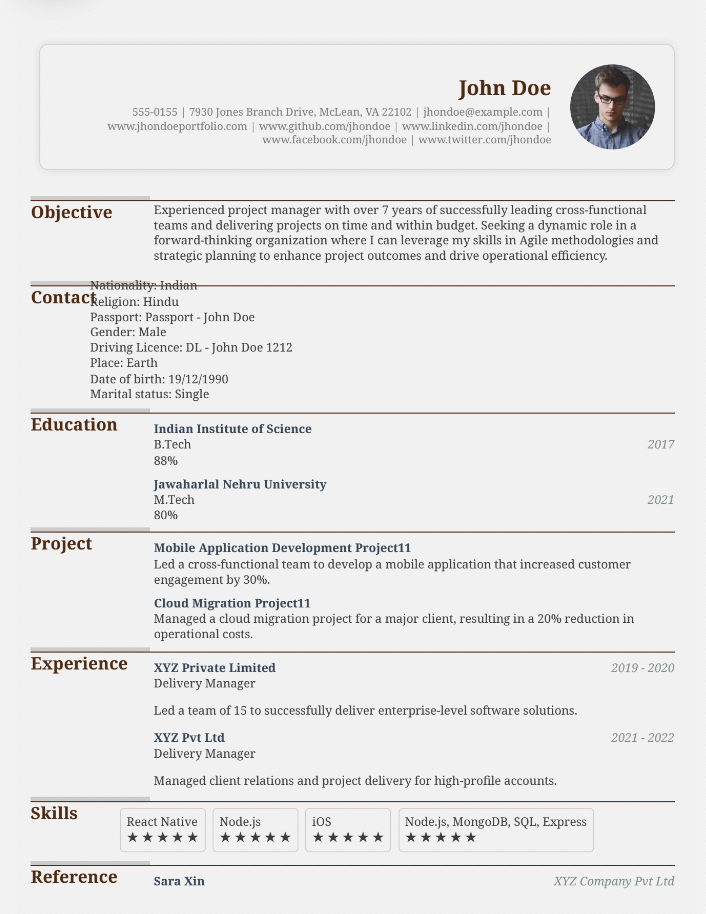 John Doe
555-0155 | 7930 Jones Branch Drive, McLean, VA 22102 | jhondoe@example.com |
www.jhondoeportfolio.com | www.github.com/jhondoe | www.linkedin.com/jhondoe |
www.facebook.com/jhondoe | www.twitter.com/jhondoe
Objective
Experienced project manager with over 7 years of successfully leading cross-functional
teams and delivering projects on time and within budget. Seeking a dynamic role in a
forward-thinking organization where I can leverage my skills in Agile methodologies and
strategic planning to enhance project outcomes and drive operational efficiency.
Contact
Nationality: Indian
Religion: Hindu
Passport: Passport - John Doe
Gender: Male
Driving Licence: DL - John Doe 1212
Place: Earth
Date of birth: 19/12/1990
Marital status: Single
Education
Indian Institute of Science
B.Tech 2017
88%
Jawaharlal Nehru University
M.Tech 2021
80%
Project
Mobile Application Development Project11
Led a cross-functional team to develop a mobile application that increased customer
engagement by 30%.
Cloud Migration Project11
Managed a cloud migration project for a major client, resulting in a 20% reduction in
operational costs.
Experience
XYZ Private Limited 2019 - 2020
Delivery Manager
Led a team of 15 to successfully deliver enterprise-level software solutions.
XYZ Pvt Ltd 2021 - 2022
Delivery Manager
Managed client relations and project delivery for high-profile accounts.
Skills
React Native Node.js iOS Node.js, MongoDB, SQL, Express
★★★★★ ★★★★★ ★★★★★ ★★★★★
Reference
Sara Xin XYZ Company Pvt Ltd